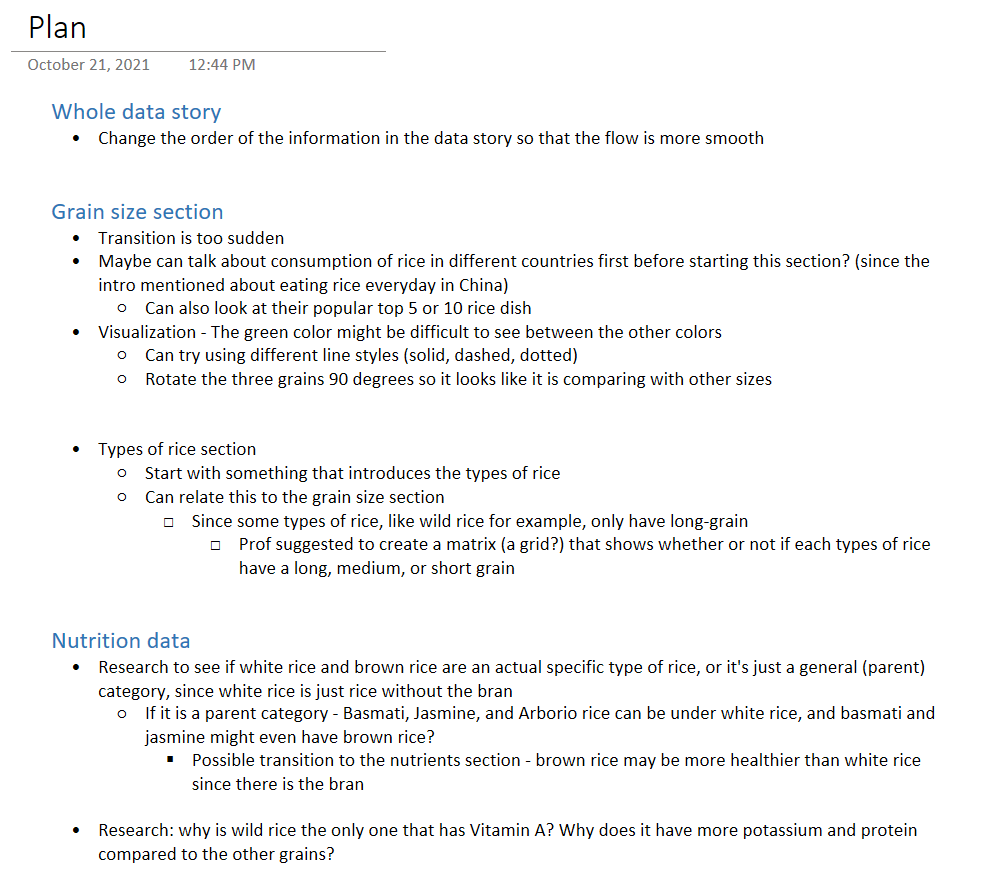 Plan
October 21, 2021 12:44 PM
Whole data story
• Change the order of the information in the data story so that the flow is more smooth
Grain size section
• Transition is too sudden
• Maybe can talk about consumption of rice in different countries first before starting this section? (since the
intro mentioned about eating rice everyday in China)
○ Can also look at their popular top 5 or 10 rice dish
• Visualization - The green color might be difficult to see between the other colors
○ Can try using different line styles (solid, dashed, dotted)
○ Rotate the three grains 90 degrees so it looks like it is comparing with other sizes
• Types of rice section
○ Start with something that introduces the types of rice
○ Can relate this to the grain size section
□ Since some types of rice, like wild rice for example, only have long-grain
□ Prof suggested to create a matrix (a grid?) that shows whether or not if each types of rice
have a long, medium, or short grain
Nutrition data
• Research to see if white rice and brown rice are an actual specific type of rice, or it's just a general (parent)
category, since white rice is just rice without the bran
○ If it is a parent category - Basmati, Jasmine, and Arborio rice can be under white rice, and basmati and
jasmine might even have brown rice?
▪ Possible transition to the nutrients section - brown rice may be more healthier than white rice
since there is the bran
• Research: why is wild rice the only one that has Vitamin A? Why does it have more potassium and protein
compared to the other grains?